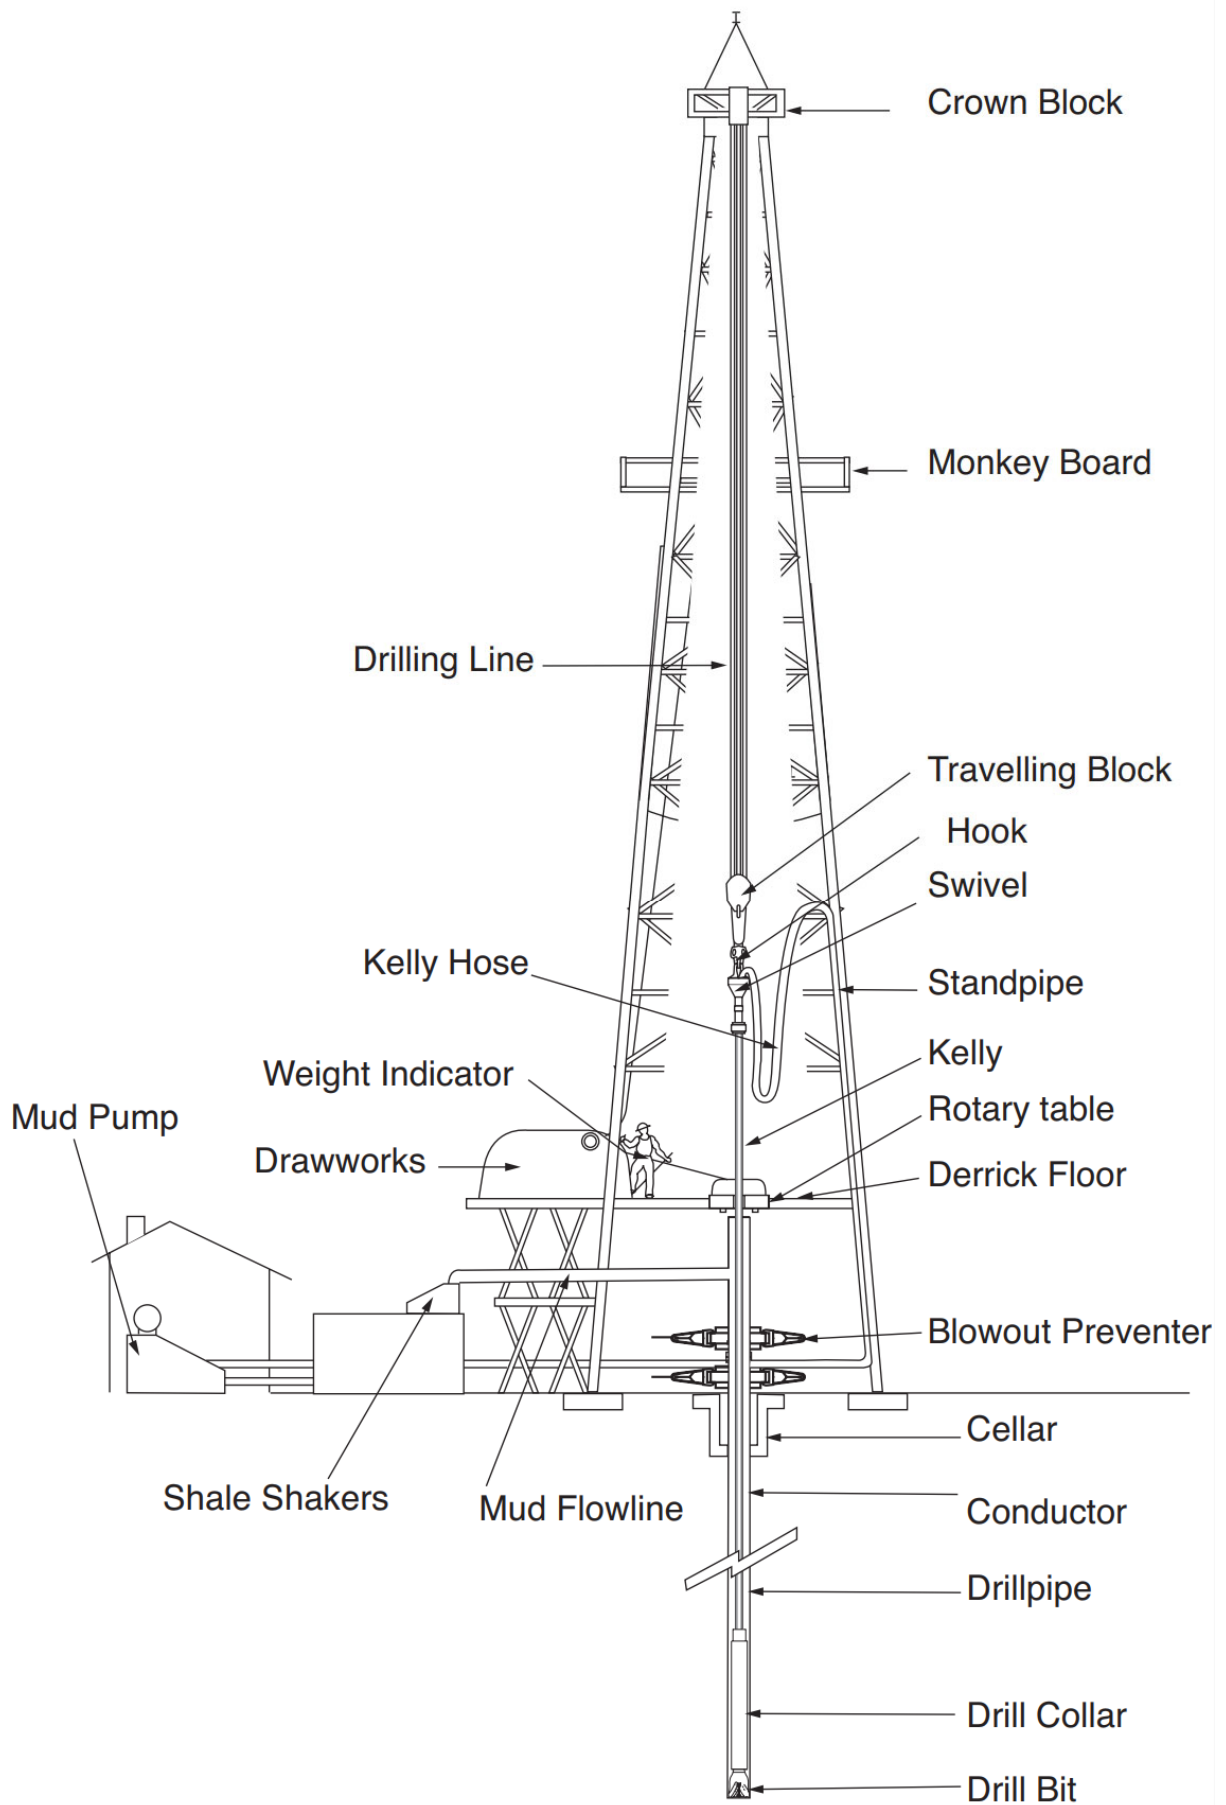 Crown Block
Monkey Board
Drilling Line
Travelling Block
Hook
Swivel
Kelly Hose
Standpipe
Kelly
Weight Indicator
Rotary table
Mud Pump
Drawworks
Derrick Floor
Blowout Preventer
Cellar
Shale Shakers
Mud Flowline
Conductor
Drillpipe
Drill Collar
Drill Bit